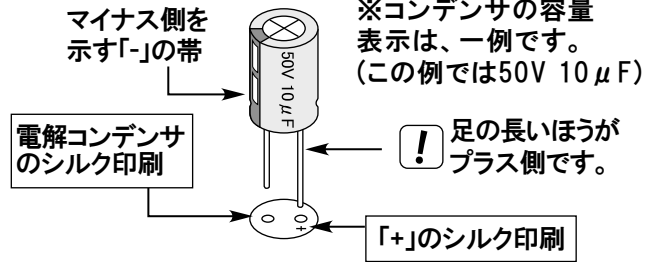 マイナス側を
示す「-」の帯
※コンデンサの容量
表示は、一例です。
(この例では50V 10μF)
50V 10μF
電解コンデンサ
のシルク印刷
! 足の長いほうが
プラス側です。
+
「+」のシルク印刷